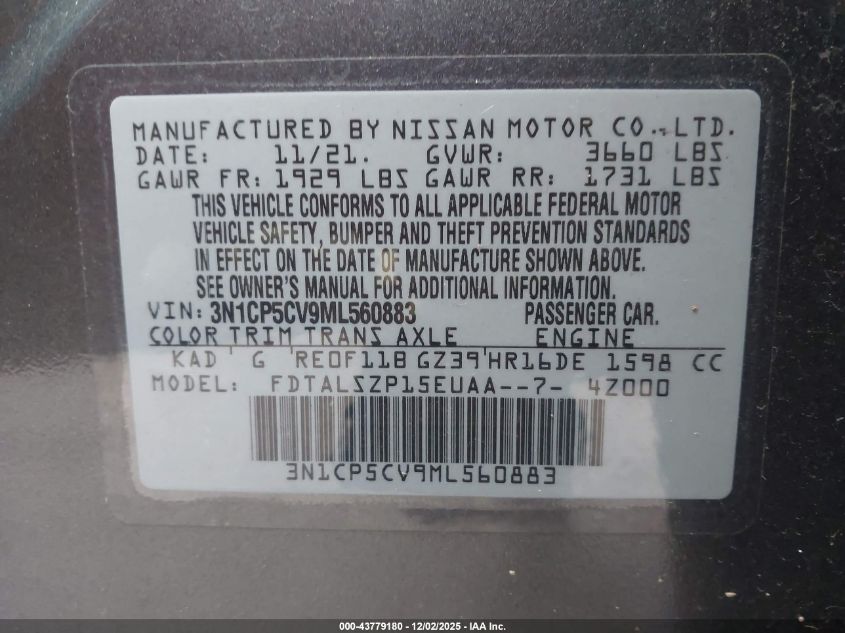 MANUFACTURED BY NISSAN MOTOR CO., LTD.
DATE: 11/21. GVWR: 3660 LBS
GAWR FR: 1929 LBS GAWR RR: 1731 LBS
THIS VEHICLE CONFORMS TO ALL APPLICABLE FEDERAL MOTOR
VEHICLE SAFETY, BUMPER AND THEFT PREVENTION STANDARDS
IN EFFECT ON THE DATE OF MANUFACTURE SHOWN ABOVE.
SEE OWNER'S MANUAL FOR ADDITIONAL INFORMATION.
VIN: 3N1CP5CV9ML560883 PASSENGER CAR.
COLOR TRIM TRANS AXLE ENGINE
KAD G RE0F11B GZ39 HR16DE 1598 CC
MODEL: FDTALSZP15EUAA--7- 4Z000
3N1CP5CV9ML560883
000-43779180 - 12/02/2025 - IAA Inc.